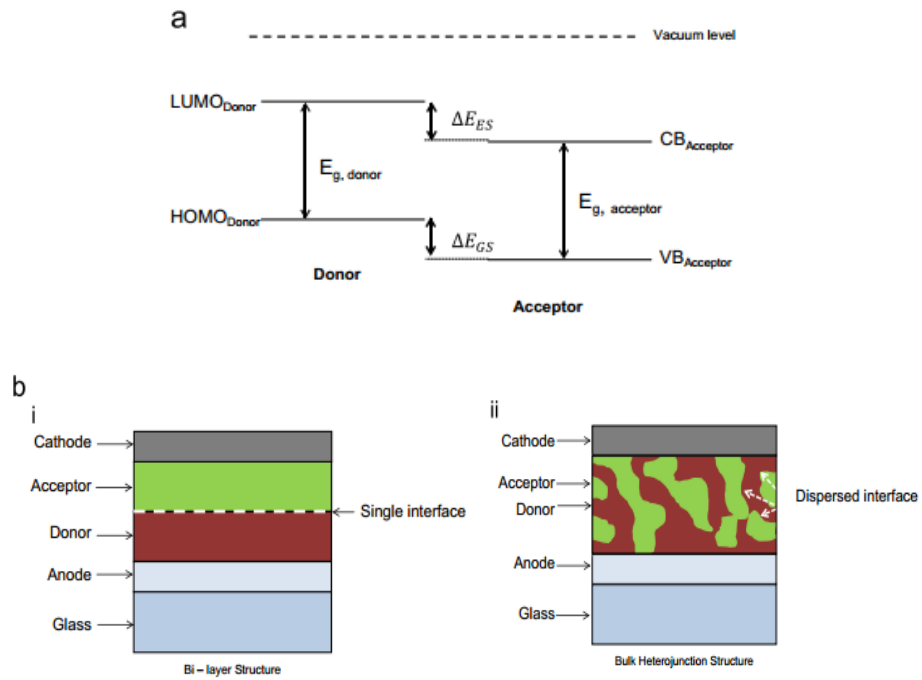 a
Vacuum level
LUMODonor
ΔEES
CBAcceptor
Eg, donor
Eg, acceptor
HOMODonor
ΔEGS
VBAcceptor
Donor
Acceptor
b
i
Cathode
Acceptor
Single interface
Donor
Anode
Glass
Bi – layer Structure
ii
Cathode
Acceptor
Donor
Dispersed interface
Anode
Glass
Bulk Heterojunction Structure